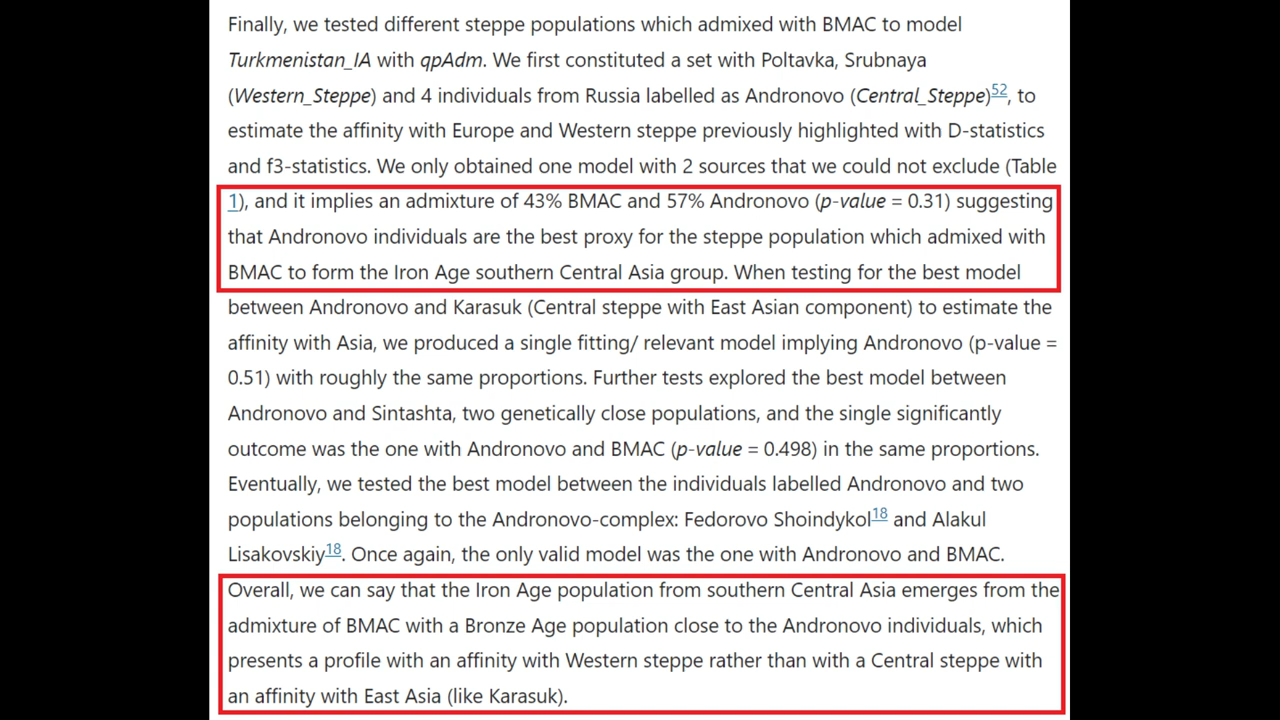 Finally, we tested different steppe populations which admixed with BMAC to model
Turkmenistan_IA with qpAdm. We first constituted a set with Poltavka, Srubnaya
(Western_Steppe) and 4 individuals from Russia labelled as Andronovo (Central_Steppe)52, to
estimate the affinity with Europe and Western steppe previously highlighted with D-statistics
and f3-statistics. We only obtained one model with 2 sources that we could not exclude (Table
1), and it implies an admixture of 43% BMAC and 57% Andronovo (p-value = 0.31) suggesting
that Andronovo individuals are the best proxy for the steppe population which admixed with
BMAC to form the Iron Age southern Central Asia group. When testing for the best model
between Andronovo and Karasuk (Central steppe with East Asian component) to estimate the
affinity with Asia, we produced a single fitting/ relevant model implying Andronovo (p-value =
0.51) with roughly the same proportions. Further tests explored the best model between
Andronovo and Sintashta, two genetically close populations, and the single significantly
outcome was the one with Andronovo and BMAC (p-value = 0.498) in the same proportions.
Eventually, we tested the best model between the individuals labelled Andronovo and two
populations belonging to the Andronovo-complex: Fedorovo Shoindykol18 and Alakul
Lisakovskiy18. Once again, the only valid model was the one with Andronovo and BMAC.
Overall, we can say that the Iron Age population from southern Central Asia emerges from the
admixture of BMAC with a Bronze Age population close to the Andronovo individuals, which
presents a profile with an affinity with Western steppe rather than with a Central steppe with
an affinity with East Asia (like Karasuk).